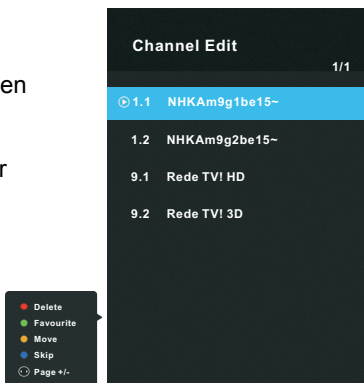 Channel Edit
1/1
en
1.1 NHKAm9g1be15~
1.2 NHKAm9g2be15~
r
9.1 Rede TV! HD
9.2 Rede TV! 3D
Delete
Favourite
Move
Skip
Page +/-